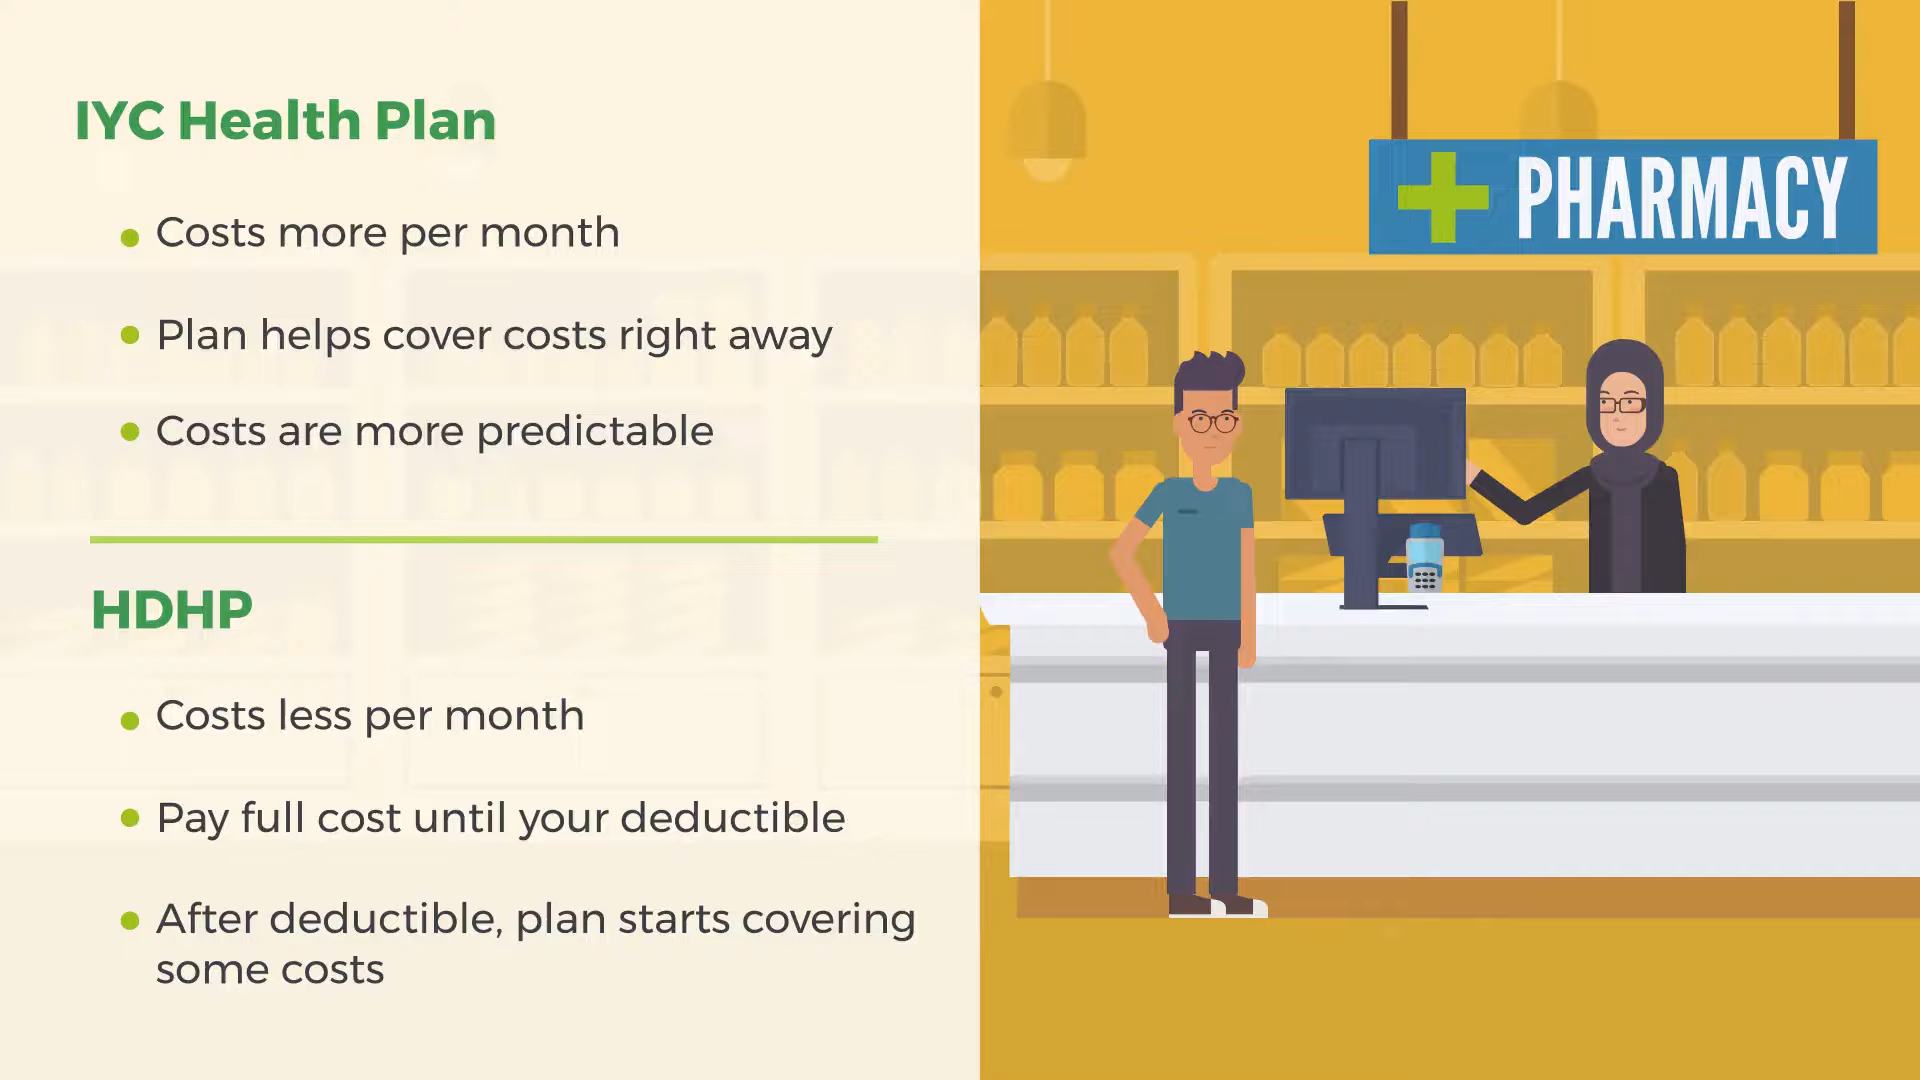 IYC Health Plan
Costs more per month
Plan helps cover costs right away
Costs are more predictable
HDHP
Costs less per month
Pay full cost until your deductible
After deductible, plan starts covering
some costs
PHARMACY